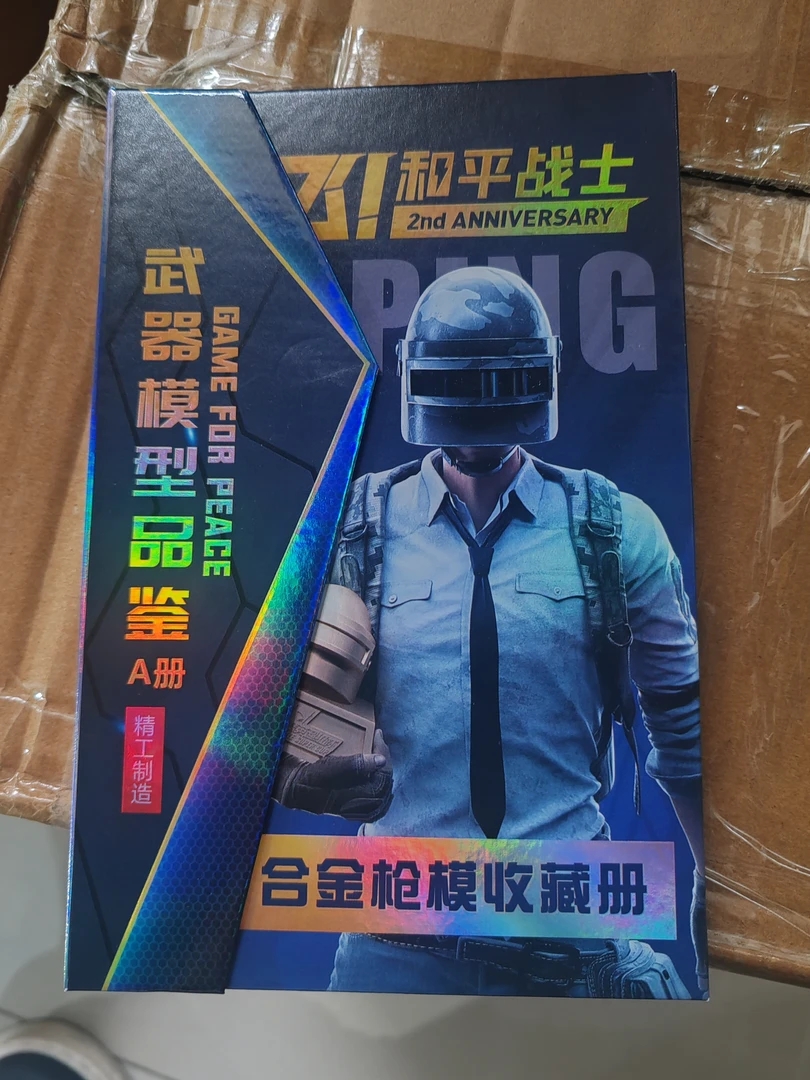 和平战士
2nd ANNIVERSARY
PING
武器模型品鉴
A册
GAME FOR PEACE
精工制造
合金枪模收藏册